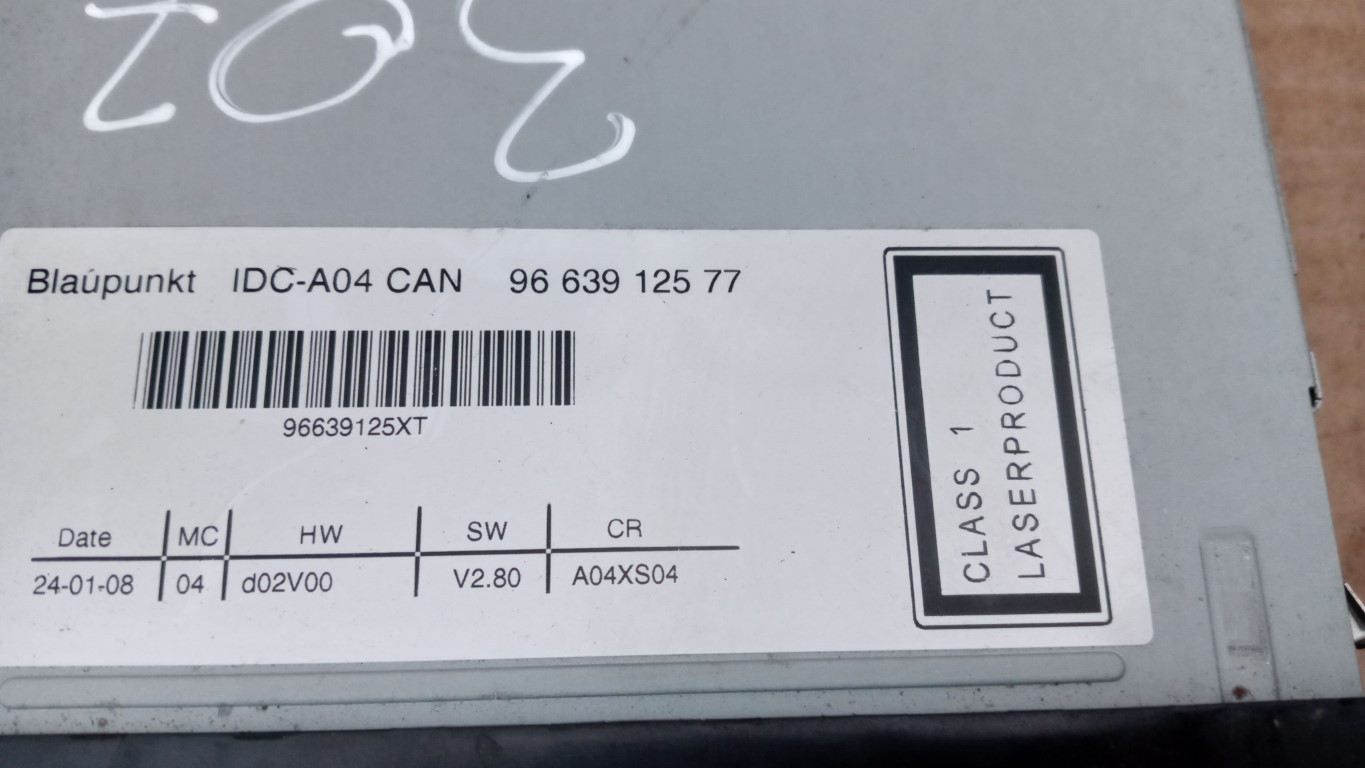 Blaupunkt IDC-A04 CAN 96 639 125 77
96639125XT
CLASS 1
LASERPRODUCT
Date MC HW SW CR
24-01-08 04 d02V00 V2.80 A04XS04